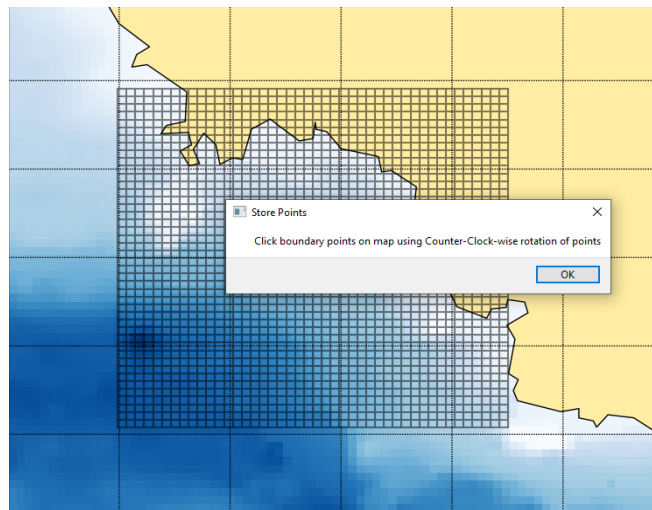 Store Points
Click boundary points on map using Counter-Clock-wise rotation of points
OK